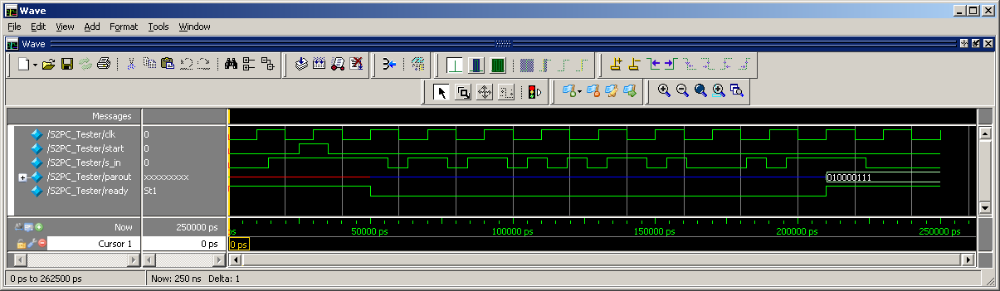 Wave
File Edit View Add Format Tools Window
Wave
Messages
/S2PC_Tester/clk 0
/S2PC_Tester/start 0
/S2PC_Tester/s_in 0
/S2PC_Tester/parout xxxxxxxxx 010000111
/S2PC_Tester/ready St1
Now 250000 ps ps 50000 ps 100000 ps 150000 ps 200000 ps 250000 ps
Cursor 1 0 ps 0 ps
0 ps to 262500 ps Now: 250 ns Delta: 1